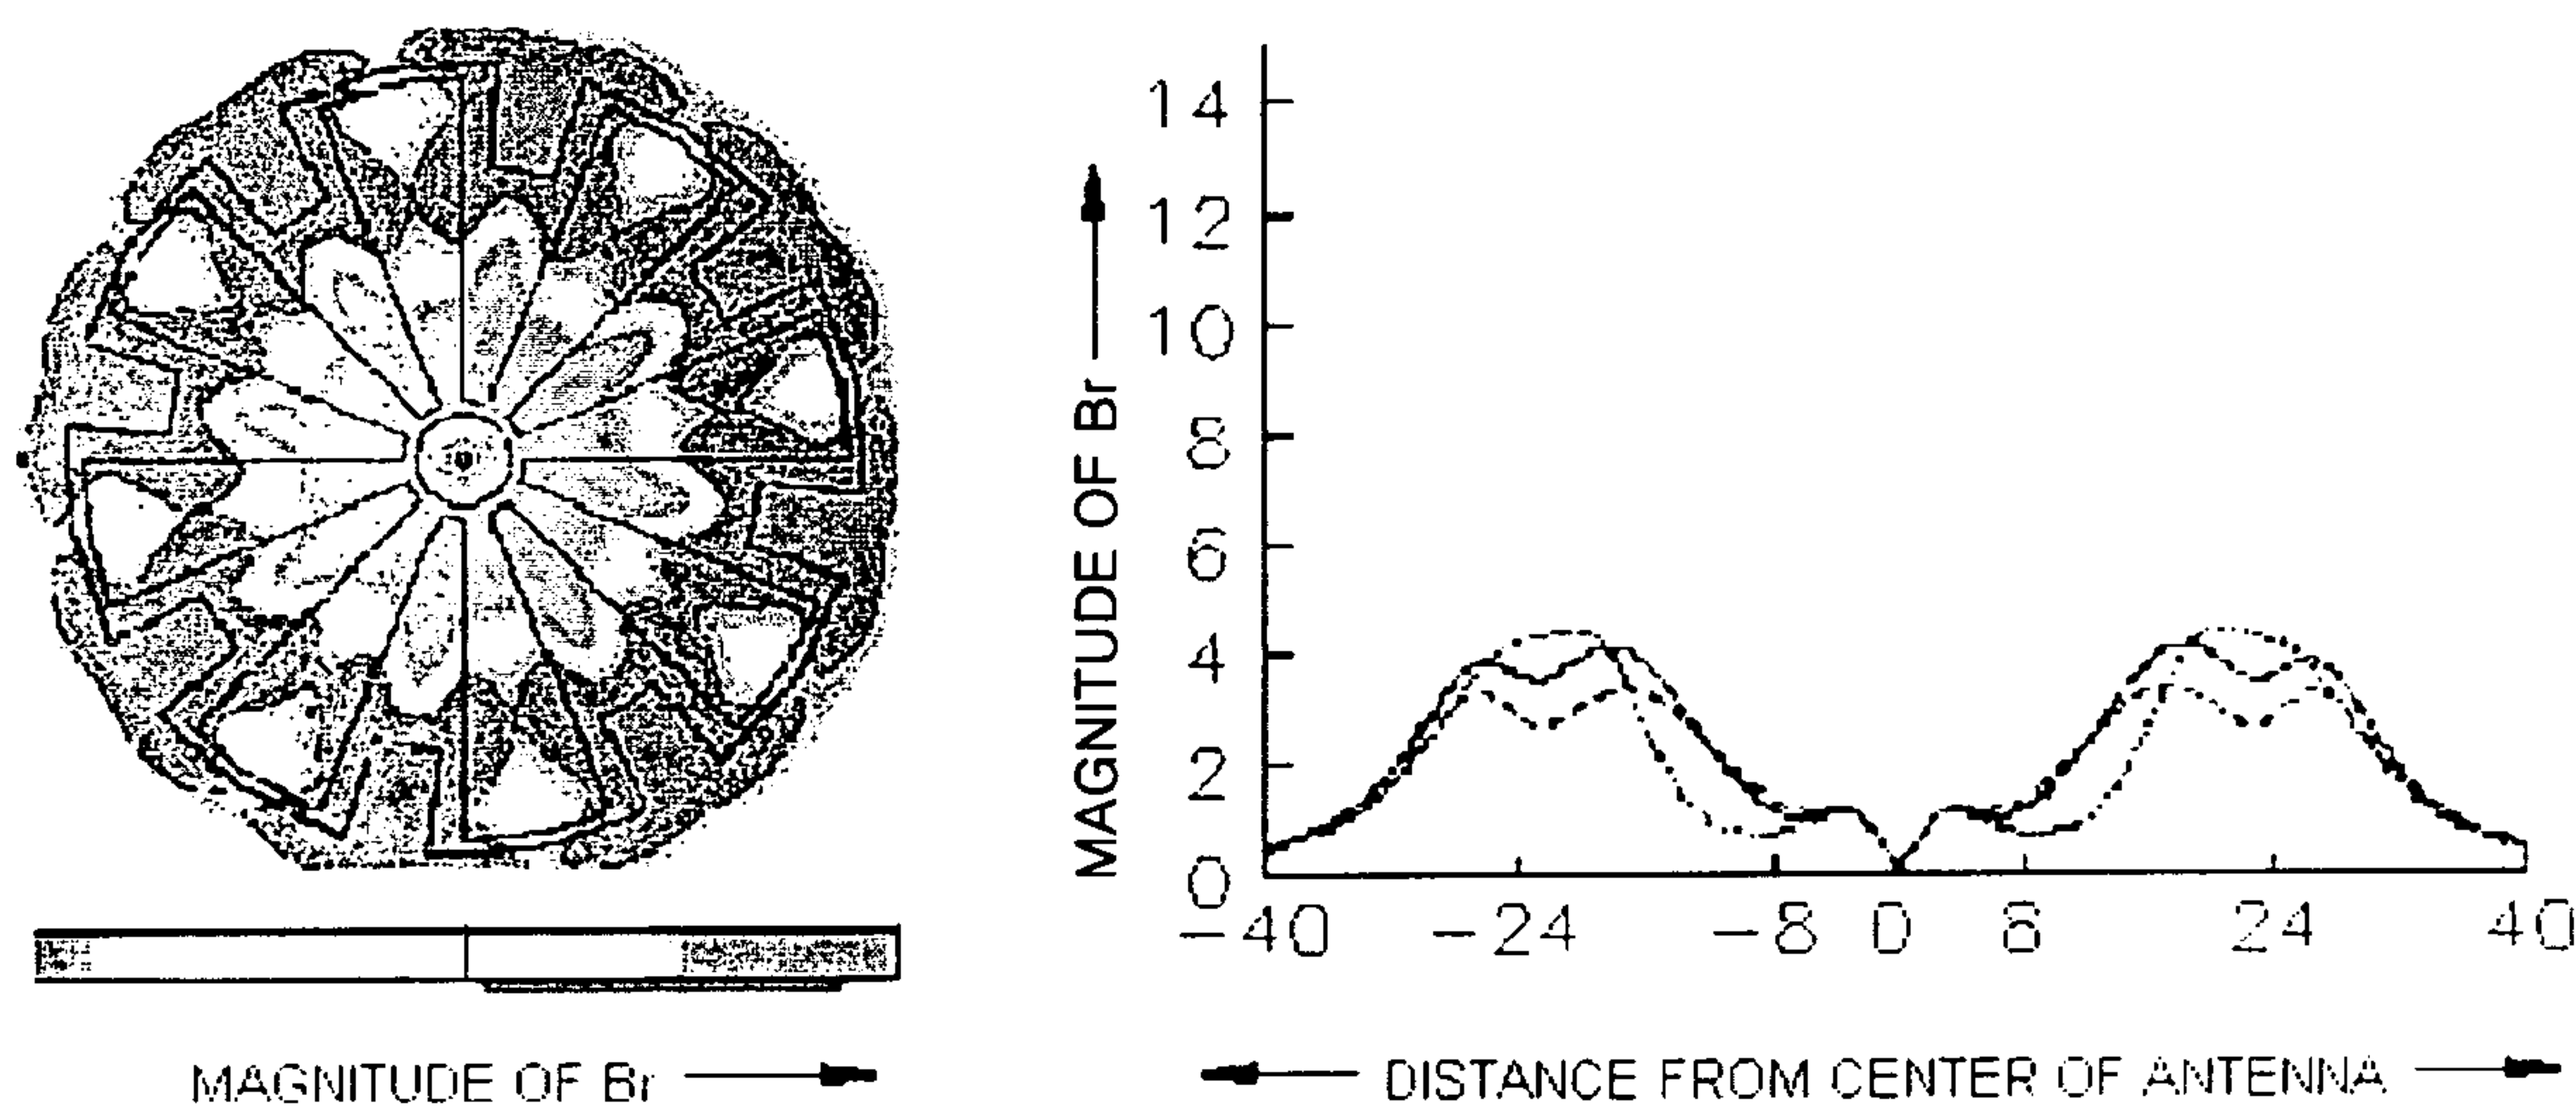 14
12
10
8
6
4
2
0
MAGNITUDE OF Br
-40 -24 -8 0 8 24 40
MAGNITUDE OF Br
DISTANCE FROM CENTER OF ANTENNA